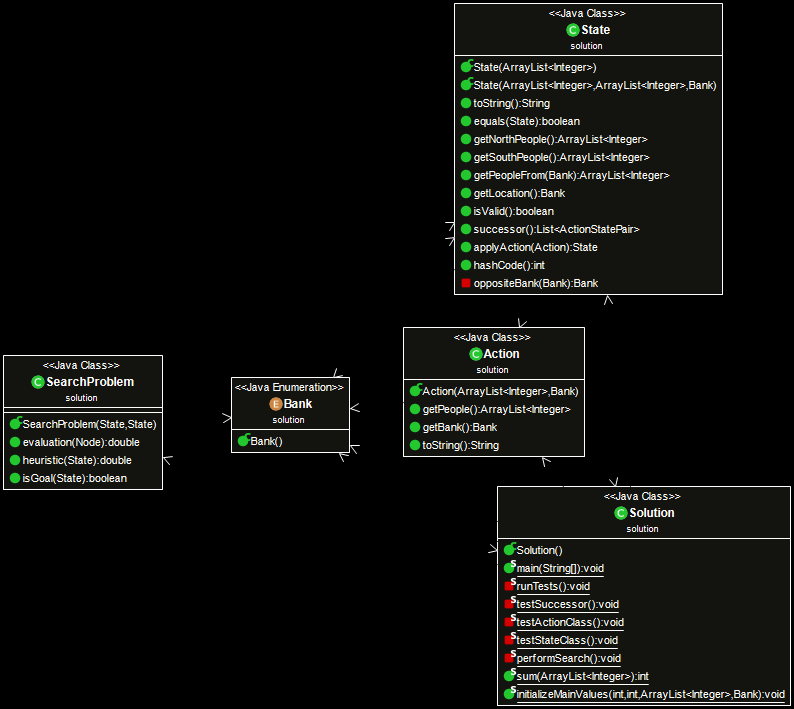 <<Java Class>>
C State
solution
State(ArrayList<Integer>)
State(ArrayList<Integer>,ArrayList<Integer>,Bank)
toString():String
equals(State):boolean
getNorthPeople():ArrayList<Integer>
getSouthPeople():ArrayList<Integer>
getPeopleFrom(Bank):ArrayList<Integer>
getLocation():Bank
isValid():boolean
successor():List<ActionStatePair>
applyAction(Action):State
hashCode():int
oppositeBank(Bank):Bank
<<Java Class>>
C SearchProblem
solution
SearchProblem(State,State)
evaluation(Node):double
heuristic(State):double
isGoal(State):boolean
<<Java Enumeration>>
E Bank
solution
Bank()
<<Java Class>>
C Action
solution
Action(ArrayList<Integer>,Bank)
getPeople():ArrayList<Integer>
getBank():Bank
toString():String
<<Java Class>>
C Solution
solution
Solution()
S main(String[]):void
S runTests():void
S testSuccessor():void
S testActionClass():void
S testStateClass():void
S performSearch():void
S sum(ArrayList<Integer>):int
S initializeMainValues(int,int,ArrayList<Integer>,Bank):void